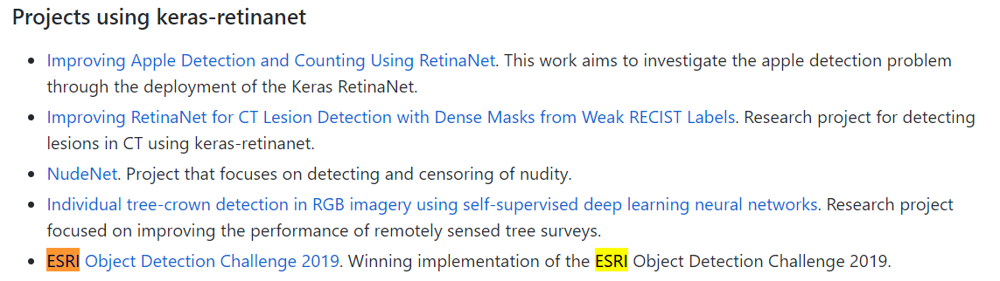 Projects using keras-retinanet
Improving Apple Detection and Counting Using RetinaNet. This work aims to investigate the apple detection problem
through the deployment of the Keras RetinaNet.
Improving RetinaNet for CT Lesion Detection with Dense Masks from Weak RECIST Labels. Research project for detecting
lesions in CT using keras-retinanet.
NudeNet. Project that focuses on detecting and censoring of nudity.
Individual tree-crown detection in RGB imagery using self-supervised deep learning neural networks. Research project
focused on improving the performance of remotely sensed tree surveys.
ESRI Object Detection Challenge 2019. Winning implementation of the ESRI Object Detection Challenge 2019.